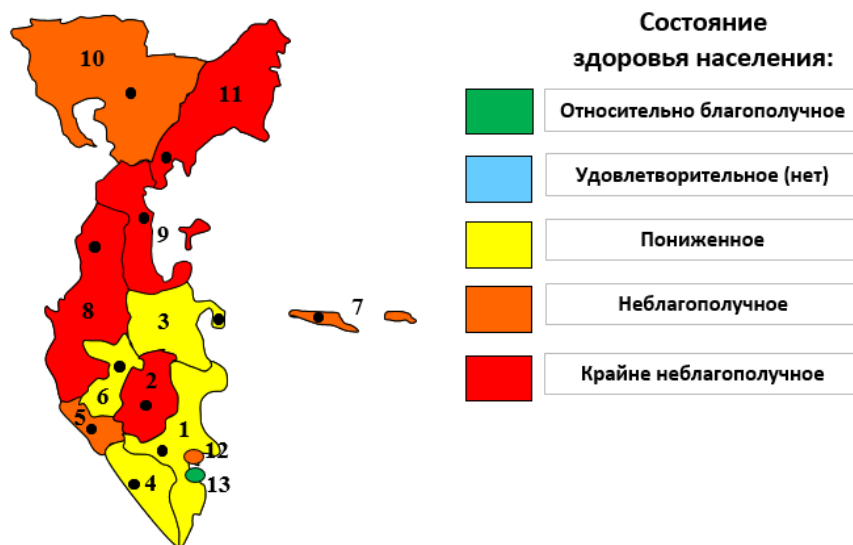 Состояние
здоровья населения:
Относительно благополучное
Удовлетворительное (нет)
Пониженное
Неблагополучное
Крайне неблагополучное
10
11
9
7
8
3
2
6
5
1
12
4
13